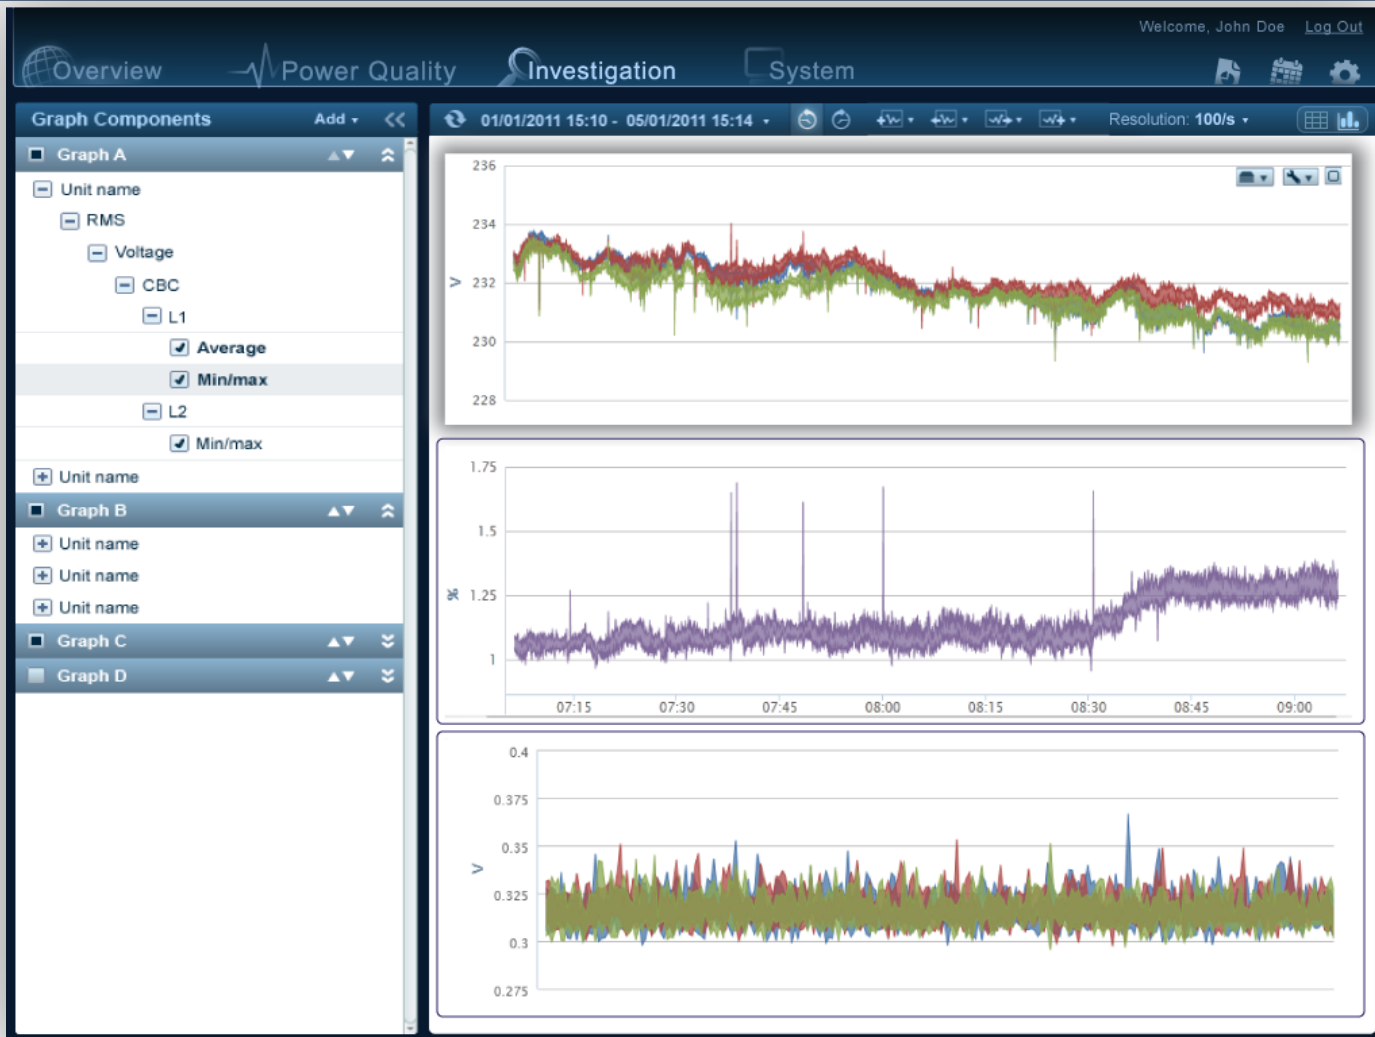 Welcome, John Doe Log Out
Overview Power Quality Investigation System
Graph Components Add
01/01/2011 15:10 - 05/01/2011 15:14 Resolution: 100/s
Graph A
Unit name
RMS
Voltage
CBC
L1
Average
Min/max
L2
Min/max
Unit name
Graph B
Unit name
Unit name
Unit name
Graph C
Graph D
236
234
232
230
228
V
1.75
1.5
1.25
1
%
07:15 07:30 07:45 08:00 08:15 08:30 08:45 09:00
0.4
0.375
0.35
0.325
0.3
0.275
V